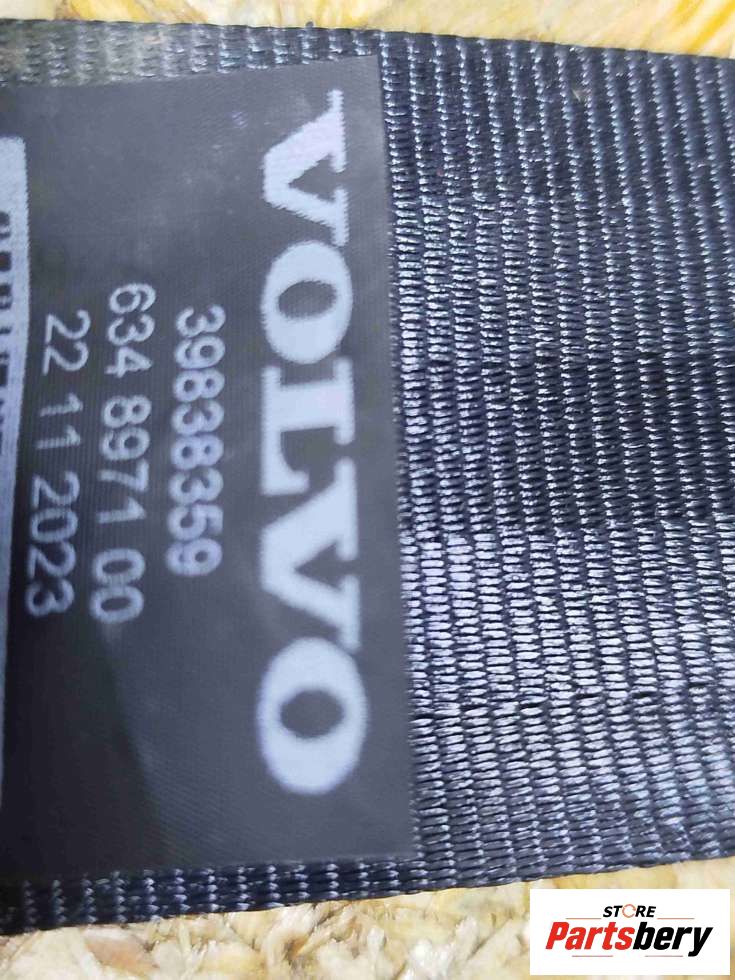 VOLVO
39838359
634 8971 00
22 11 2023
STORE
Partsbery